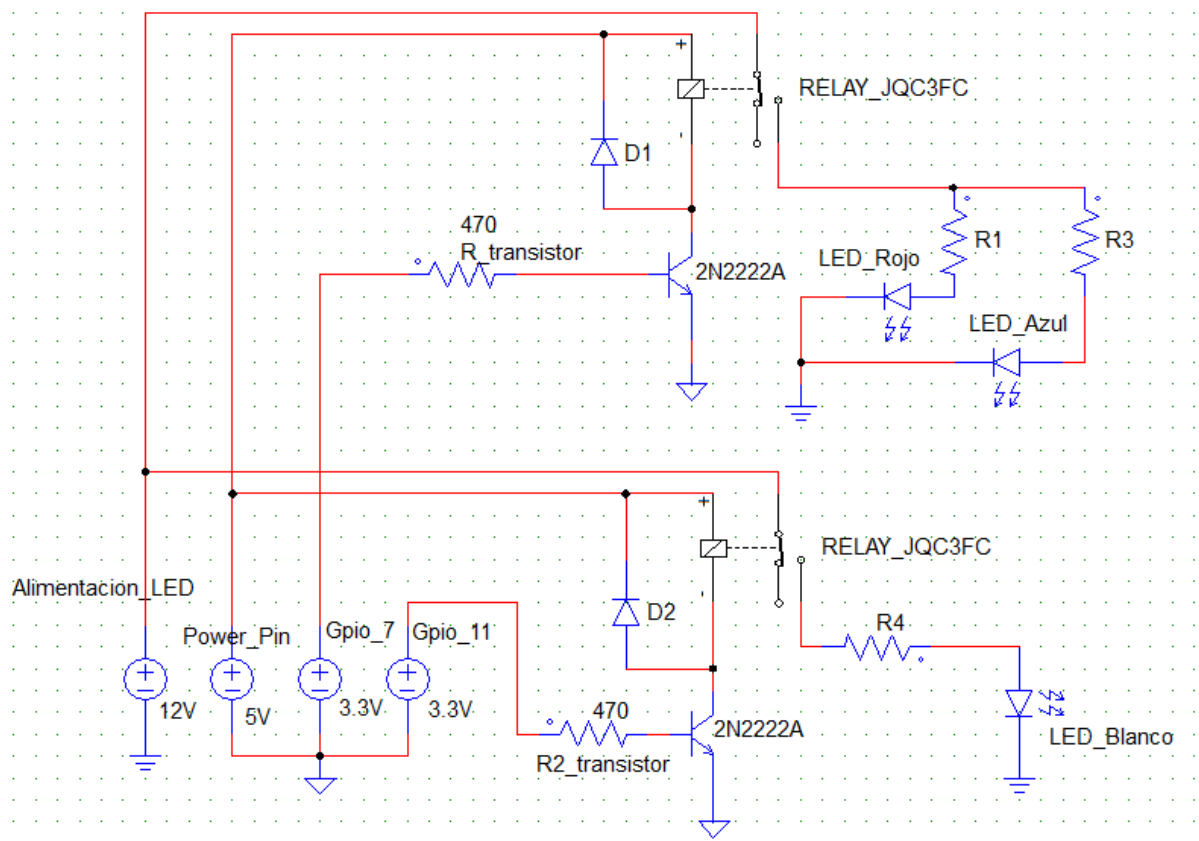 +
RELAY_JQC3FC
-
D1
470
R_transistor
2N2222A
R1
R3
LED_Rojo
LED_Azul
+
RELAY_JQC3FC
-
D2
Alimentacion_LED
Power_Pin
Gpio_7
Gpio_11
12V
5V
3.3V
3.3V
470
R2_transistor
2N2222A
R4
LED_Blanco